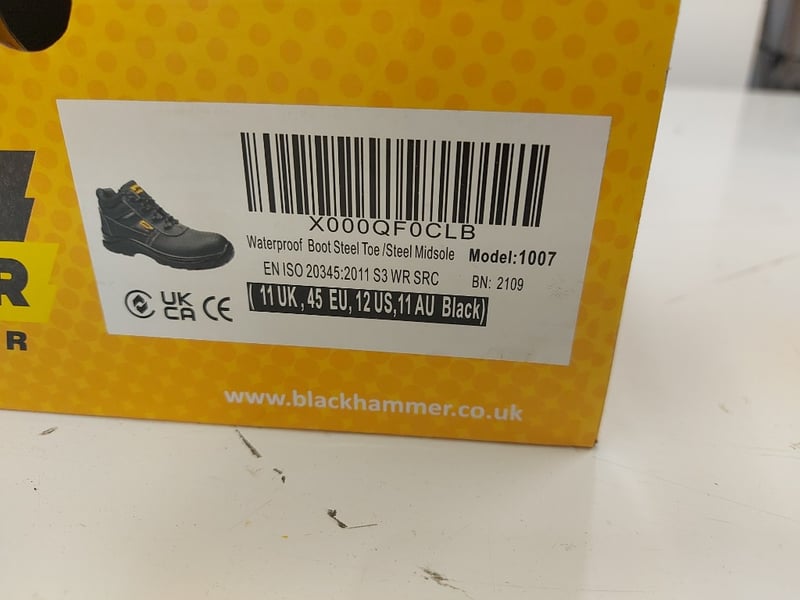 X000QF0CLB
Waterproof Boot Steel Toe /Steel Midsole Model:1007
EN ISO 20345:2011 S3 WR SRC BN: 2109
UK
CA CE
( 11 UK , 45 EU, 12 US,11 AU Black)
R
R
www.blackhammer.co.uk